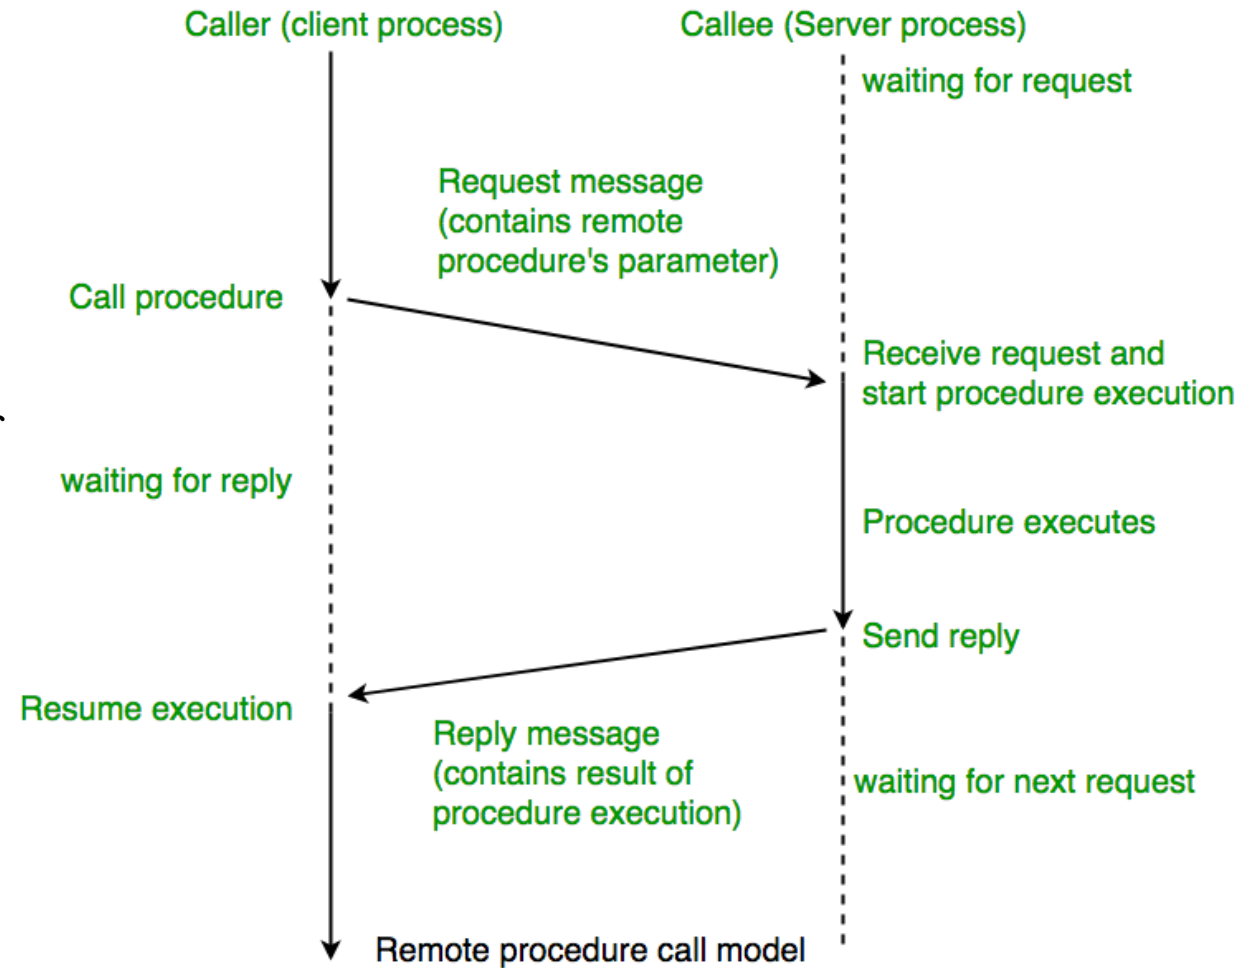 Caller (client process)
Callee (Server process)
waiting for request
Request message
(contains remote
procedure's parameter)
Call procedure
Receive request and
start procedure execution
waiting for reply
Procedure executes
Send reply
Resume execution
Reply message
(contains result of
procedure execution)
waiting for next request
Remote procedure call model